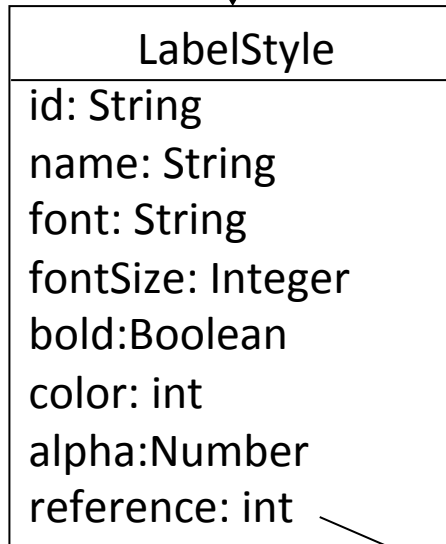 LabelStyle
id: String
name: String
font: String
fontSize: Integer
bold:Boolean
color: int
alpha:Number
reference: int